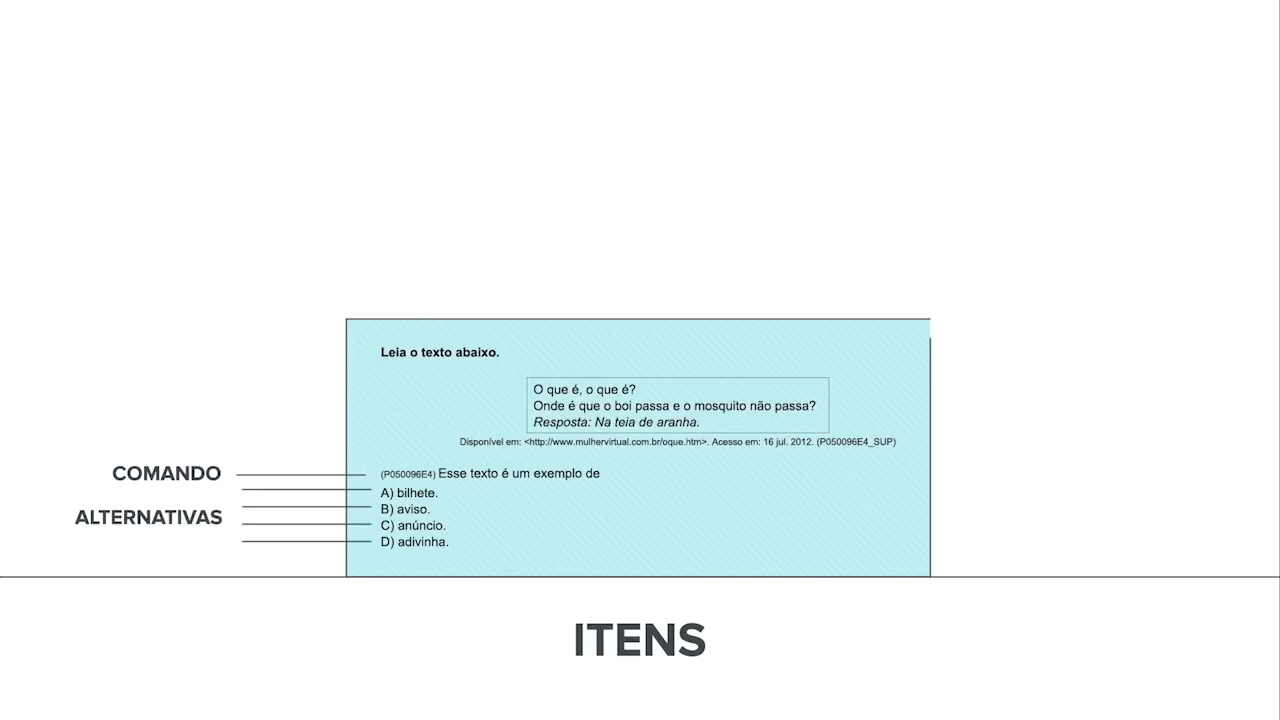 Leia o texto abaixo.
O que é, o que é?
Onde é que o boi passa e o mosquito não passa?
Resposta: Na teia de aranha.
Disponível em: <http://www.mulhervirtual.com.br/oque.htm>. Acesso em: 16 jul. 2012. (P050096E4_SUP)
COMANDO
(P050096E4) Esse texto é um exemplo de
ALTERNATIVAS
A) bilhete.
B) aviso.
C) anúncio.
D) adivinha.
ITENS